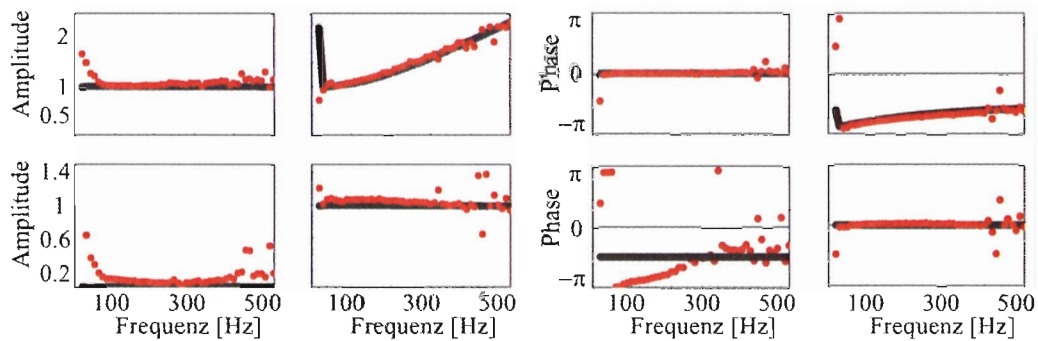 Amplitude
2
1
0.5
Phase
π
0
−π
Amplitude
1.4
1
0.6
0.2
100 300 500
Frequenz [Hz]
100 300 500
Frequenz [Hz]
Phase
π
0
−π
100 300 500
Frequenz [Hz]
100 300 500
Frequenz [Hz]